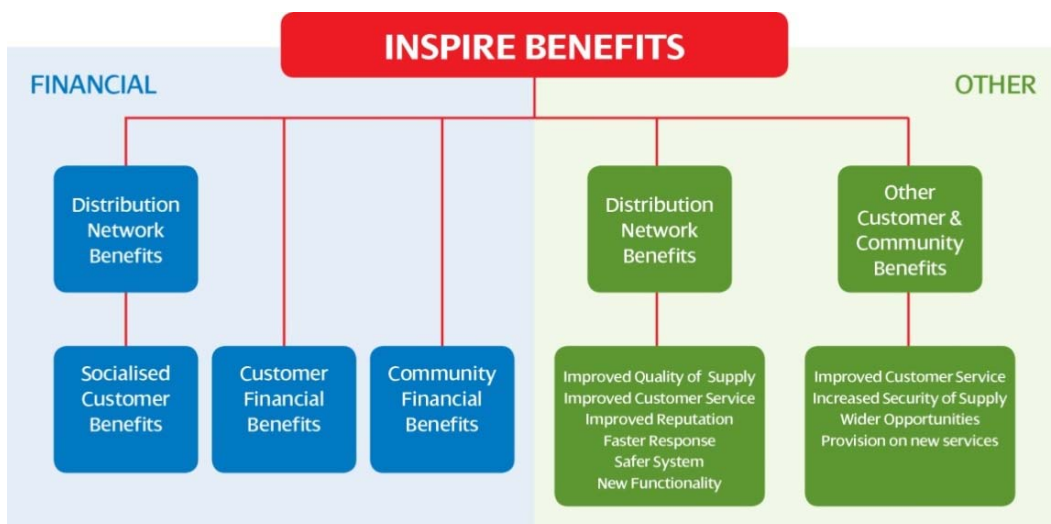 INSPIRE BENEFITS
FINANCIAL
OTHER
Distribution
Network
Benefits
Distribution
Network
Benefits
Other
Customer &
Community
Benefits
Socialised
Customer
Benefits
Customer
Financial
Benefits
Community
Financial
Benefits
Improved Quality of Supply
Improved Customer Service
Improved Reputation
Faster Response
Safer System
New Functionality
Improved Customer Service
Increased Security of Supply
Wider Opportunities
Provision on new services